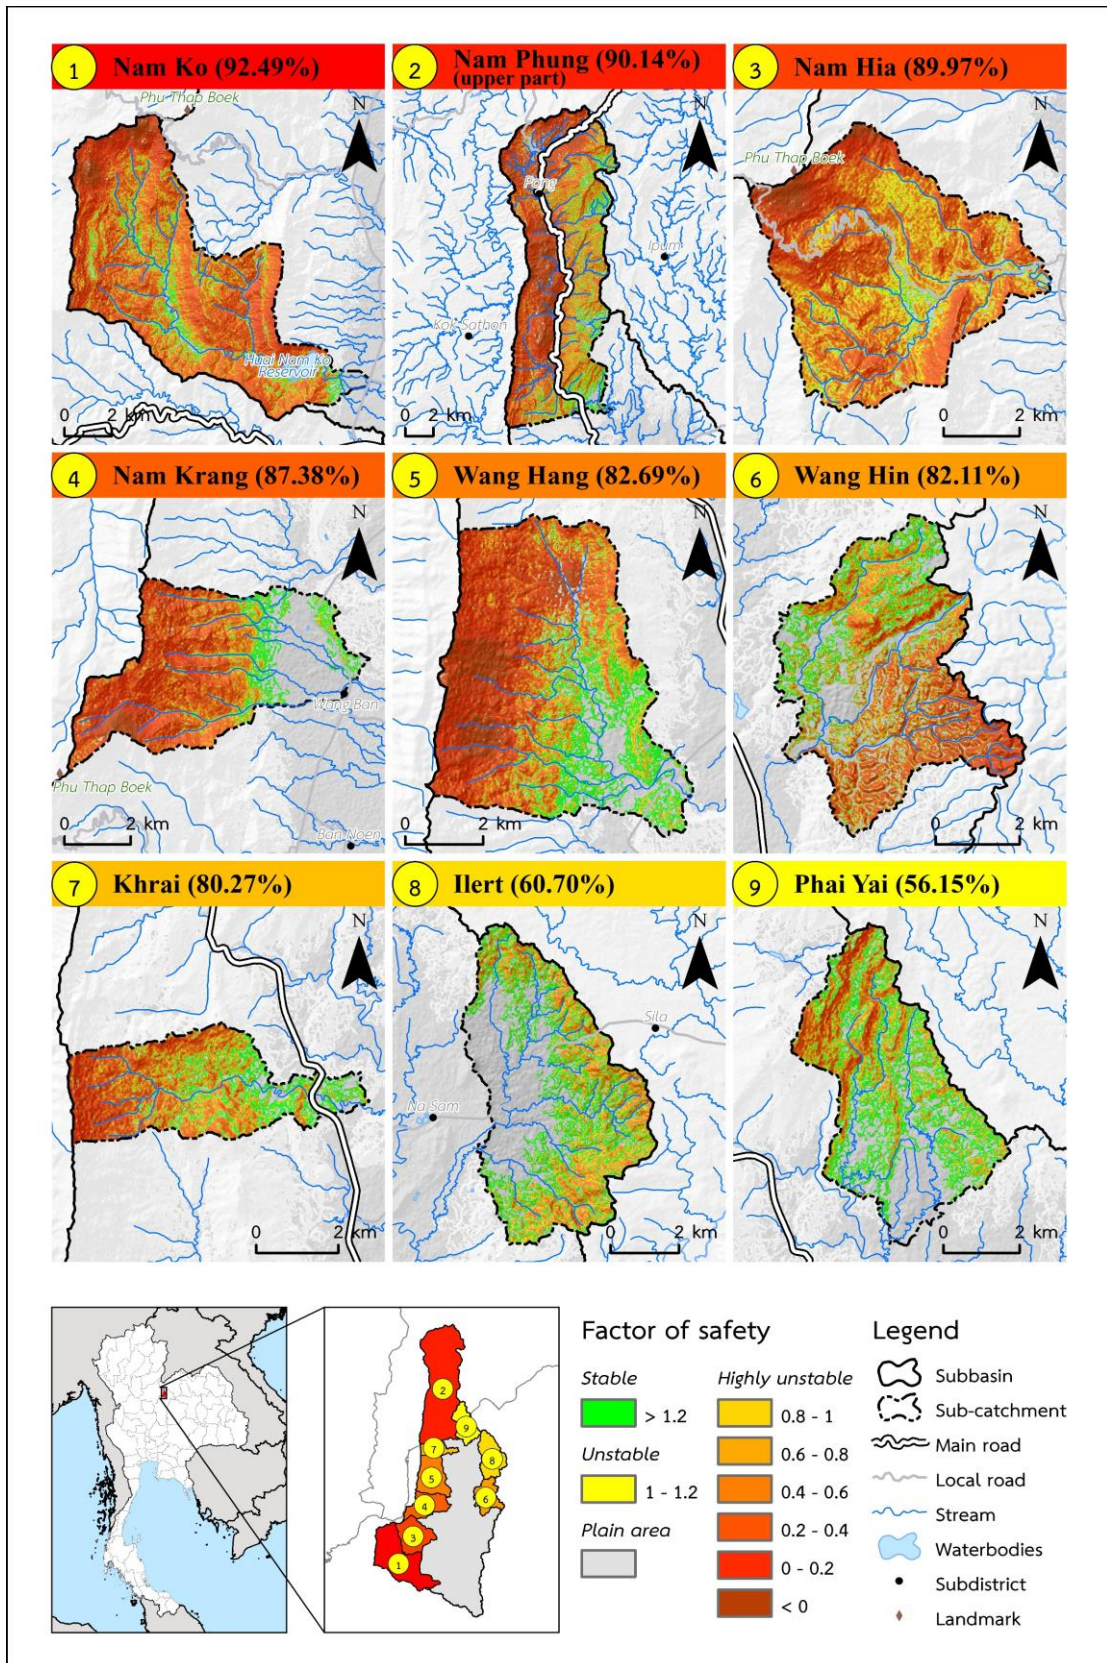 1 Nam Ko (92.49%)
Phu Thap Boek
N
Huai Nam Ko
Reservoir
0 2 km
2 Nam Phung (90.14%)
(upper part)
N
Pong
Ipum
Kok Sathon
0 2 km
3 Nam Hia (89.97%)
N
Phu Thap Boek
0 2 km
4 Nam Krang (87.38%)
N
Wang Ban
Phu Thap Boek
0 2 km
Ban Noen
5 Wang Hang (82.69%)
N
0 2 km
6 Wang Hin (82.11%)
N
0 2 km
7 Khrai (80.27%)
N
0 2 km
8 Ilert (60.70%)
N
Sila
Na Sam
0 2 km
9 Phai Yai (56.15%)
N
0 2 km
2
9
7
8
5
6
4
3
1
Factor of safety
Stable
> 1.2
Unstable
1 - 1.2
Plain area
Highly unstable
0.8 - 1
0.6 - 0.8
0.4 - 0.6
0.2 - 0.4
0 - 0.2
< 0
Legend
Subbasin
Sub-catchment
Main road
Local road
Stream
Waterbodies
Subdistrict
Landmark